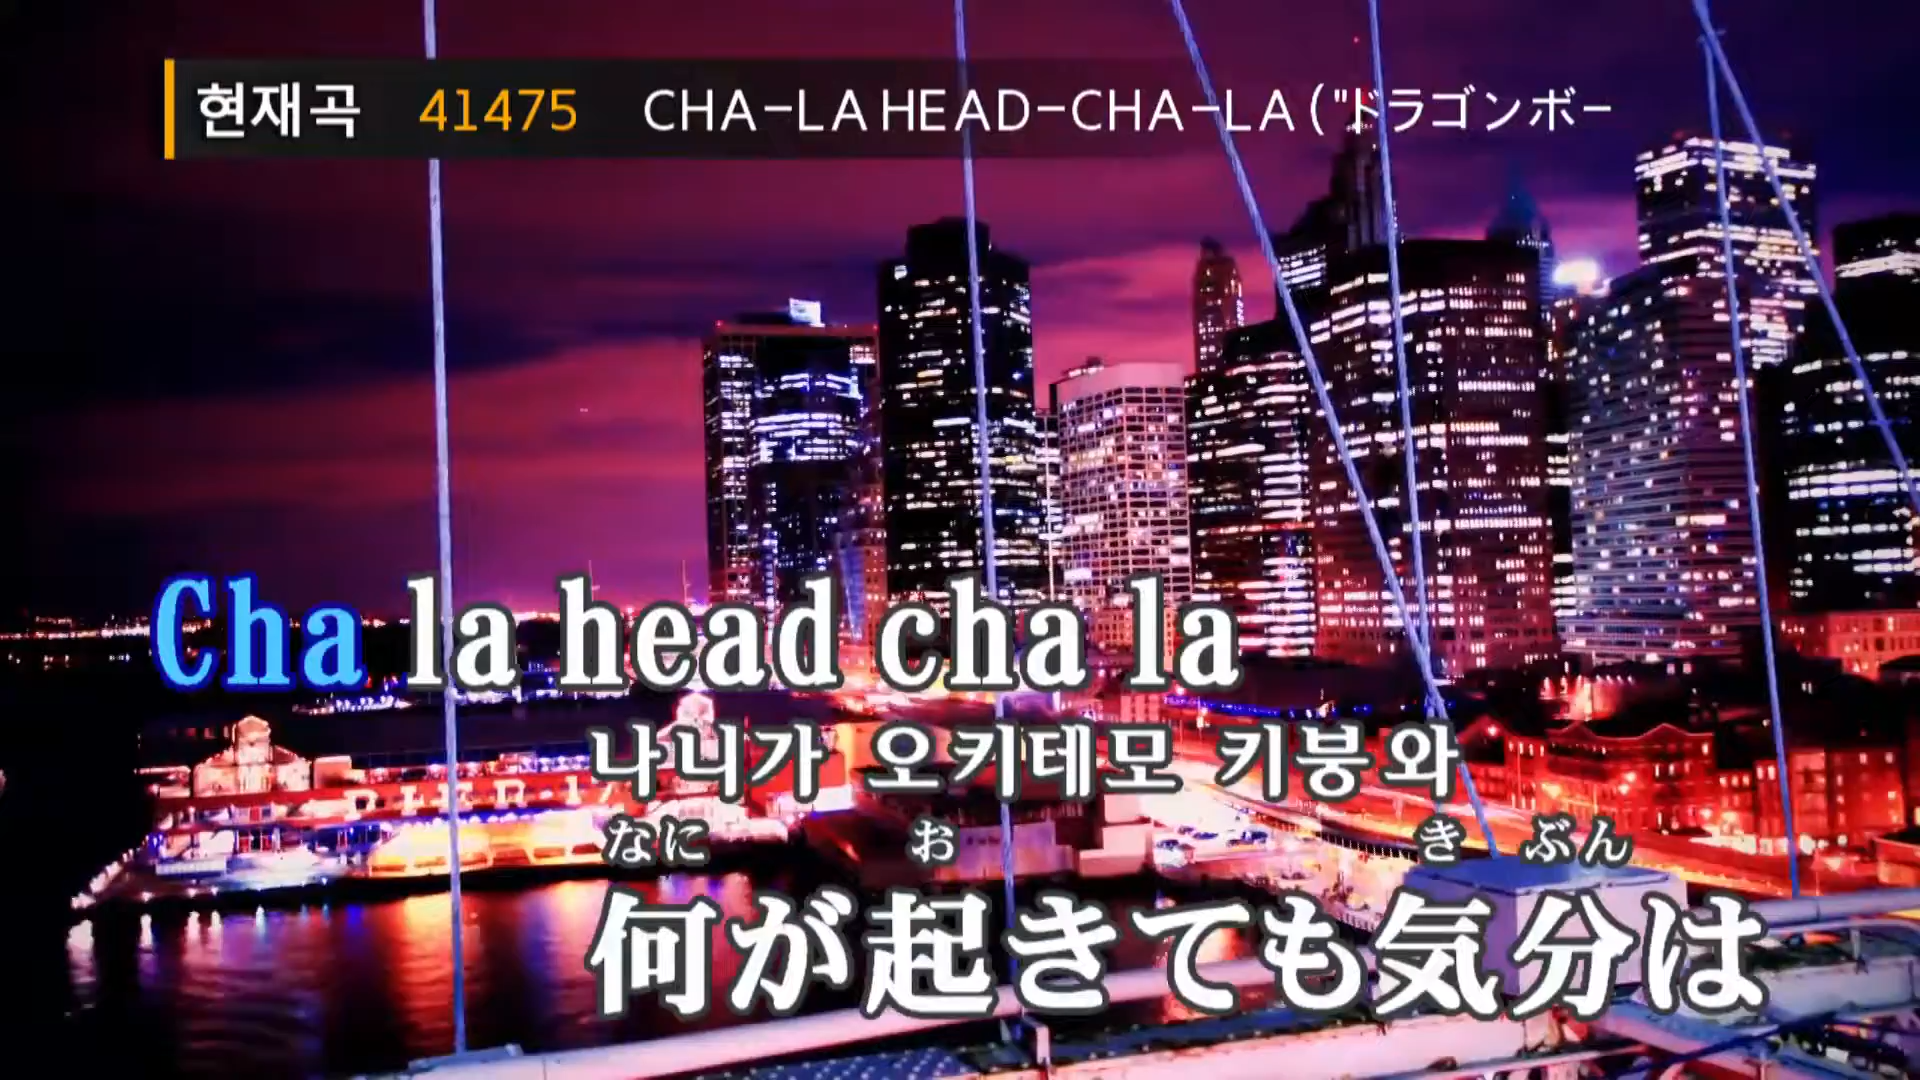 현재곡 41475 CHA-LA HEAD-CHA-LA ("ドラゴンボー
Cha la head cha la
나니가 오키테모 키붕와
なに お き ぶん
何が起きても気分は
PIER 17